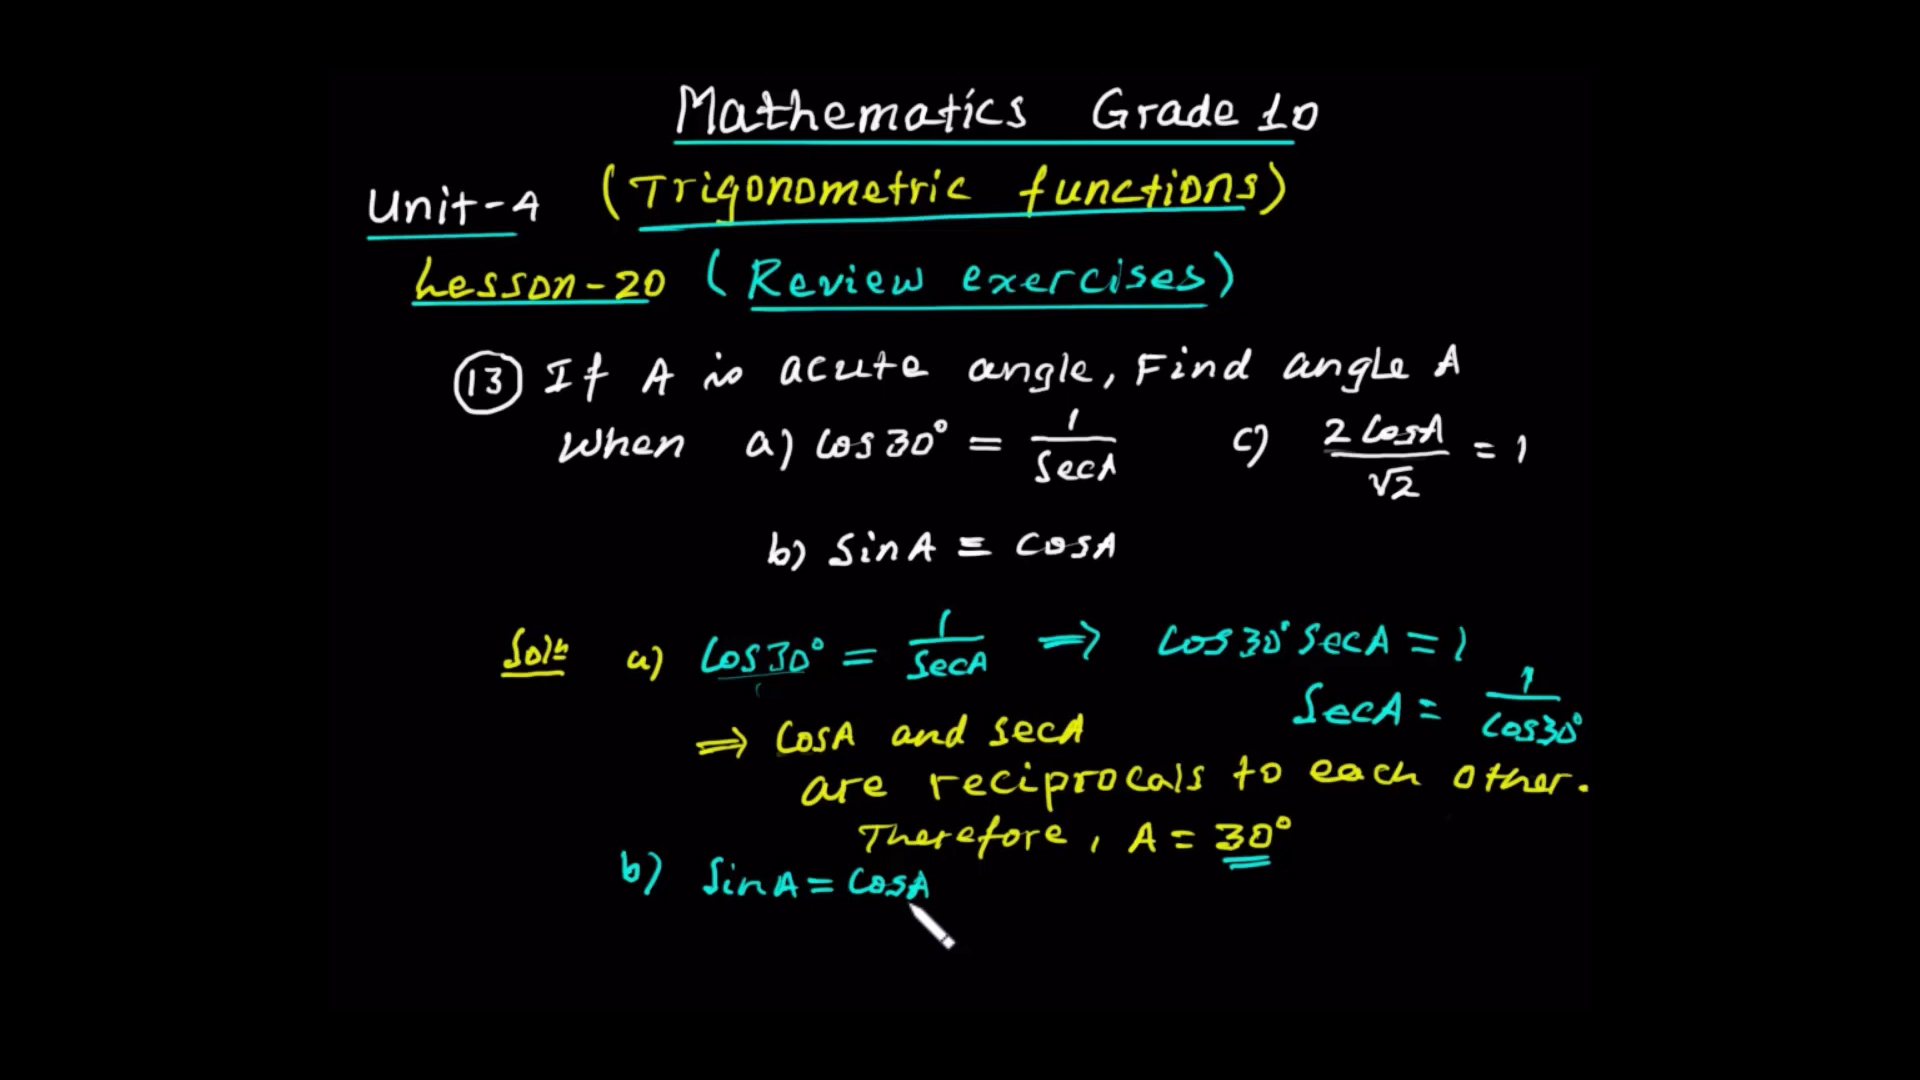 Mathematics Grade 10
Unit-4 (Trigonometric functions)
Lesson-20 (Review exercises)
13 If A is acute angle, Find angle A
when a) cos30° = 1/SecA c) 2CosA/√2 = 1
b) SinA = CosA
Soln a) Cos30° = 1/SecA ⇒ Cos30° SecA = 1
SecA = 1/Cos30°
⇒ CosA and SecA
are reciprocals to each other.
Therefore, A = 30°
b) SinA = CosA